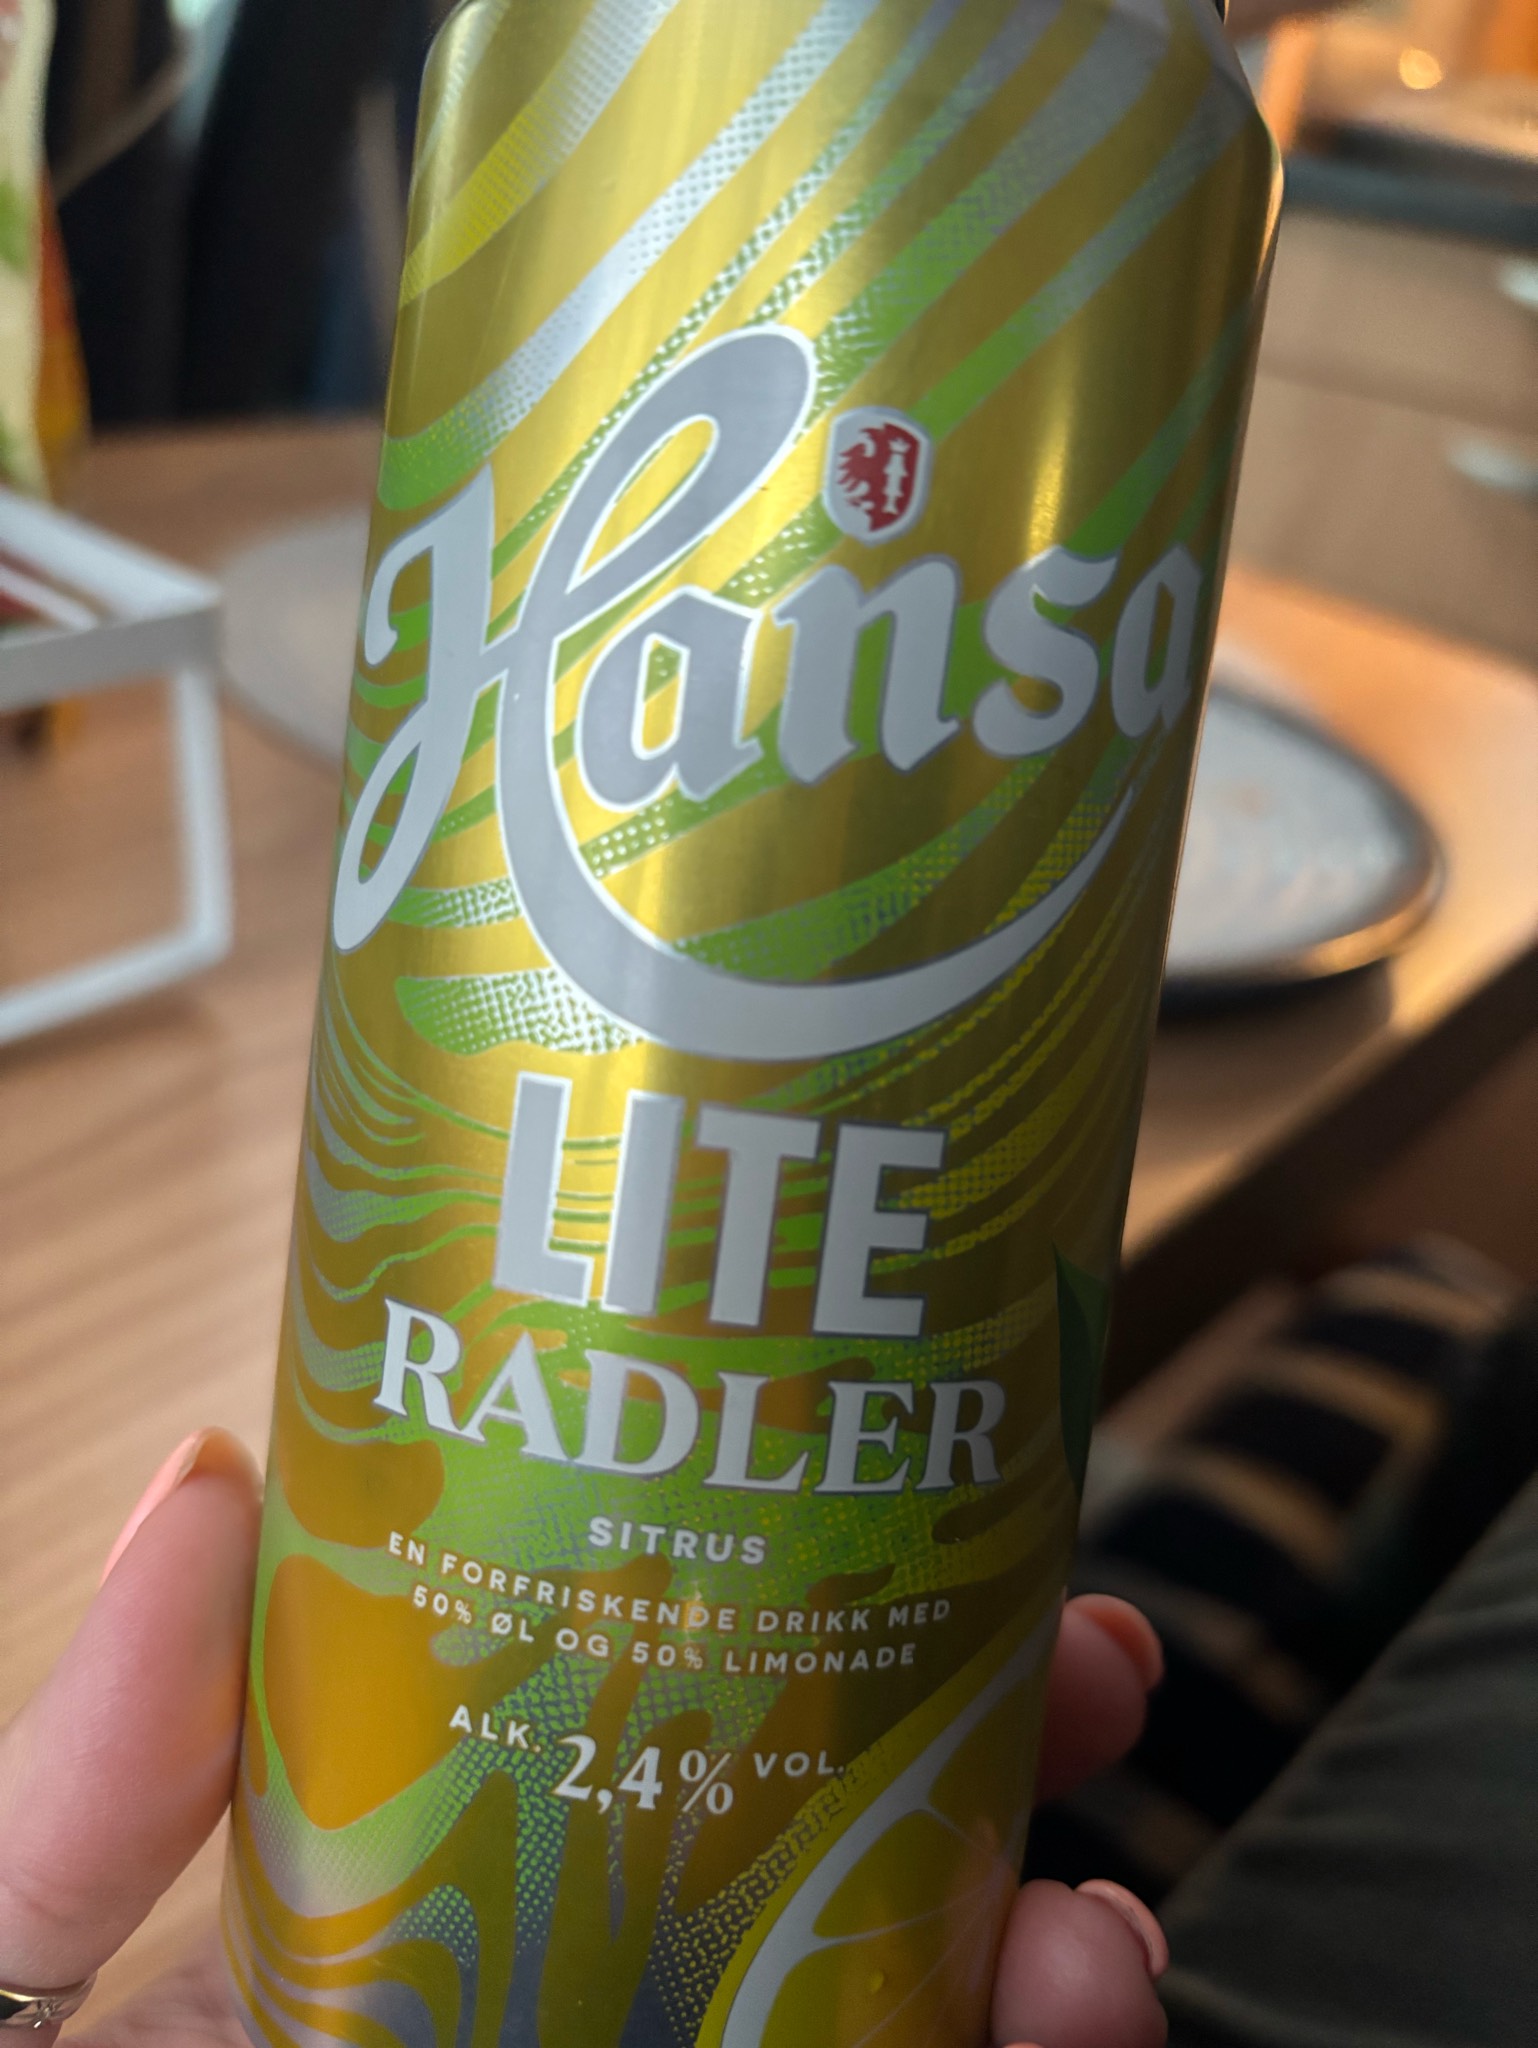 Hansa
LITE
RADLER
SITRUS
EN FORFRISKENDE DRIKK MED
50% ØL OG 50% LIMONADE
ALK. 2,4% VOL.